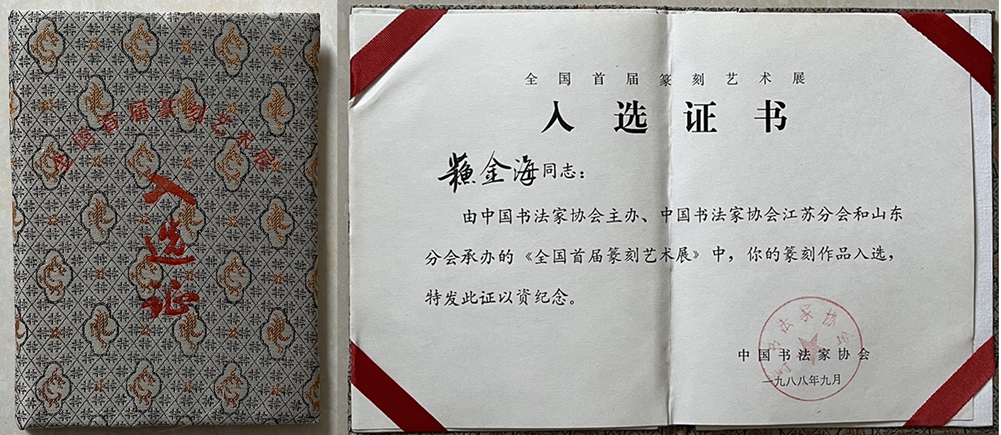 全国首届篆刻艺术展
入选证
全国首届篆刻艺术展
入选证书
金海同志：
由中国书法家协会主办、中国书法家协会江苏分会和山东
分会承办的《全国首届篆刻艺术展》中，你的篆刻作品入选，
特发此证以资纪念。
中国书法家协会
一九八八年九月